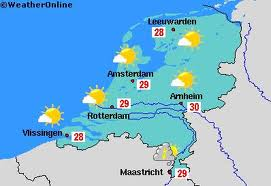 ©WeatherOnline
Leeuwarden
28
Amsterdam
29
Arnheim
30
29
Rotterdam
Vlissingen
28
Maastricht
29